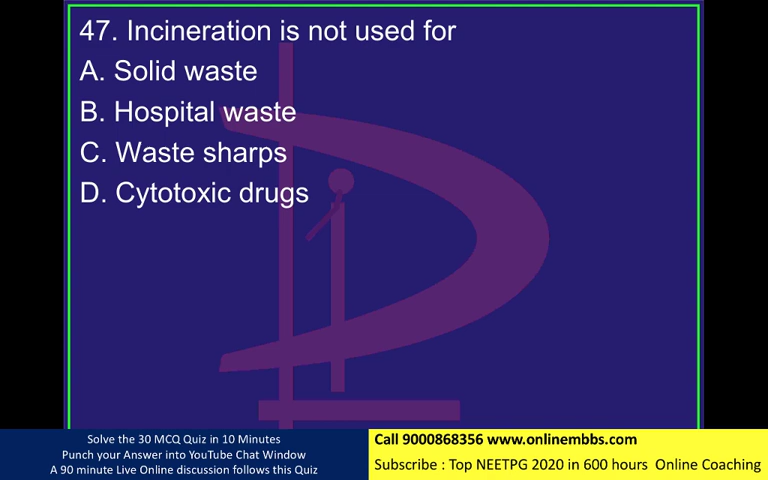 47. Incineration is not used for
A. Solid waste
B. Hospital waste
C. Waste sharps
D. Cytotoxic drugs
Solve the 30 MCQ Quiz in 10 Minutes
Punch your Answer into YouTube Chat Window
A 90 minute Live Online discussion follows this Quiz
Call 9000868356 www.onlinembbs.com
Subscribe : Top NEETPG 2020 in 600 hours Online Coaching